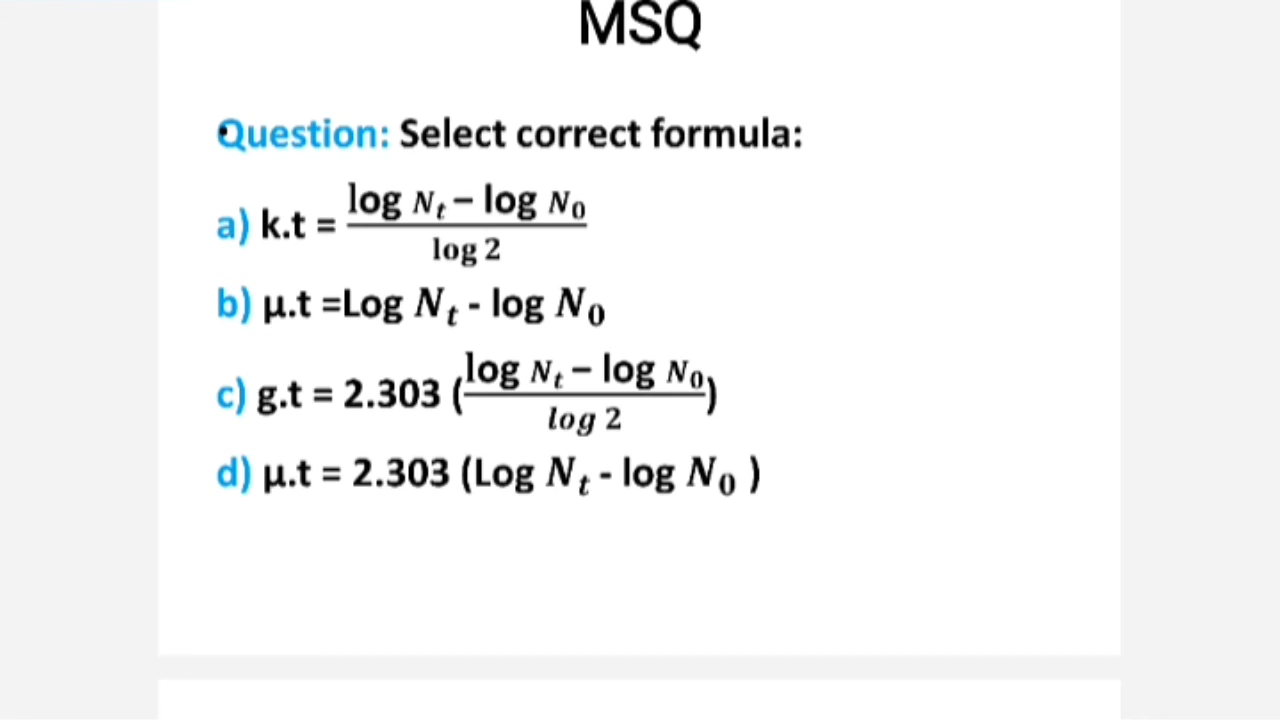 MSQ
Question: Select correct formula:
a) k.t = (log Nₜ − log N₀) / log 2
b) μ.t =Log Nₜ - log N₀
c) g.t = 2.303 ((log Nₜ − log N₀) / log 2)
d) μ.t = 2.303 (Log Nₜ - log N₀ )